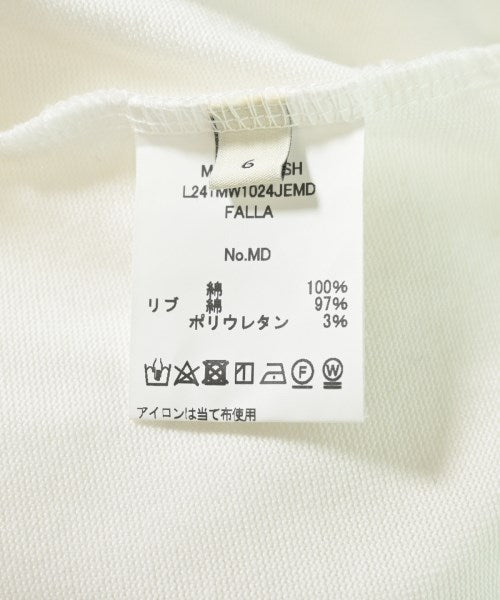 6
L241MW1024JEMD
FALLA
No.MD
綿 100%
リブ 綿 97%
ポリウレタン 3%
F W
アイロンは当て布使用